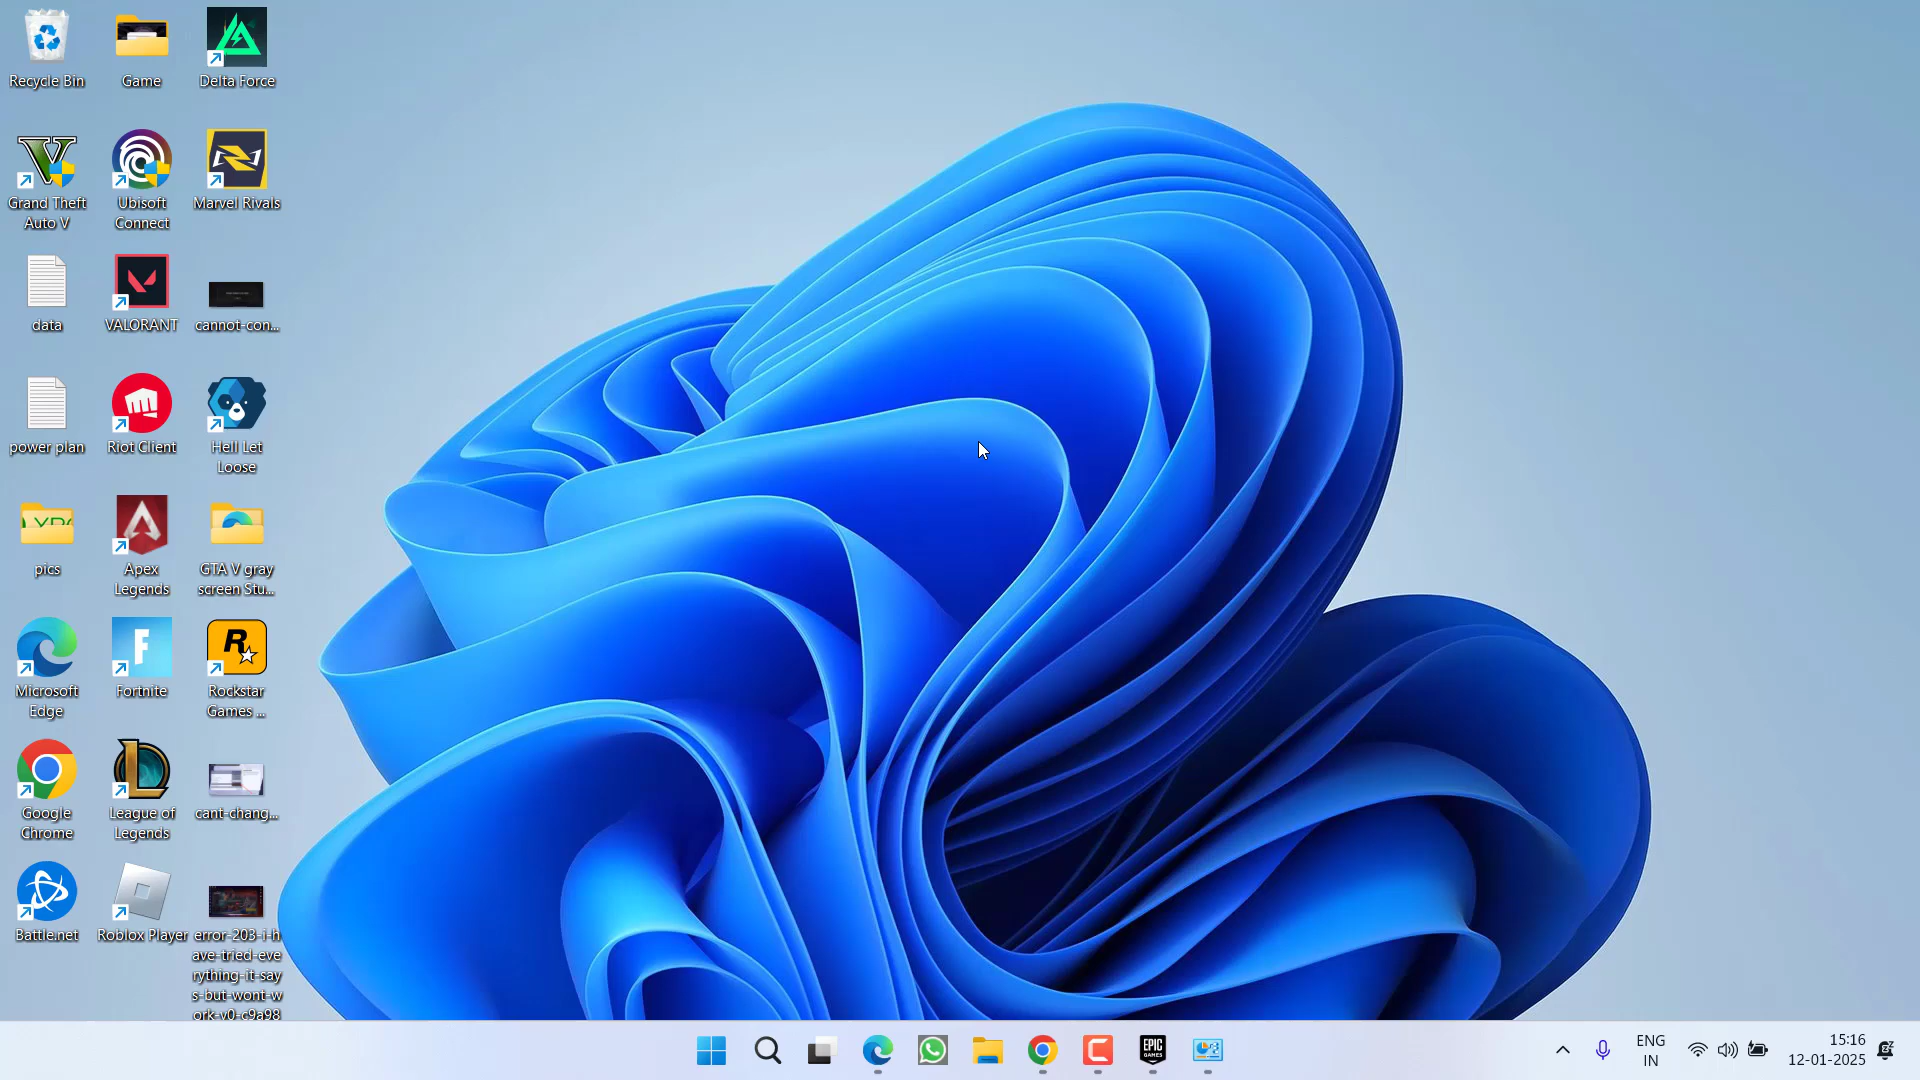 Recycle Bin
Game
Delta Force
Grand Theft
Auto V
Ubisoft
Connect
Marvel Rivals
data
VALORANT
cannot-con...
power plan
Riot Client
Hell Let
Loose
pics
Apex
Legends
GTA V gray
screen Stu...
Microsoft
Edge
Fortnite
Rockstar
Games ...
Google
Chrome
League of
Legends
cant-chang...
Battle.net
Roblox Player
error-203-i-h
ave-tried-eve
rything-it-say
s-but-wont-w
ork-v0-c9a98
EPIC
GAMES
ENG
IN
15:16
12-01-2025